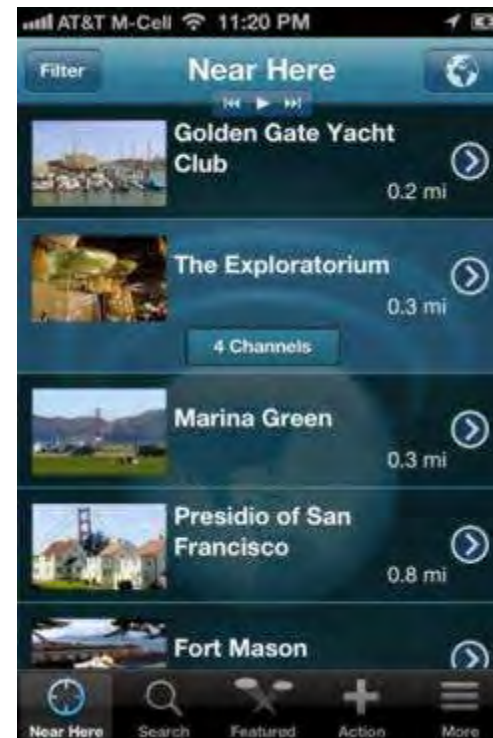 AT&T M-Cell 11:20 PM
Filter
Near Here
Golden Gate Yacht
Club
0.2 mi
The Exploratorium
0.3 mi
4 Channels
Marina Green
0.3 mi
Presidio of San
Francisco
0.8 mi
Fort Mason
Near Here Search Featured Action More